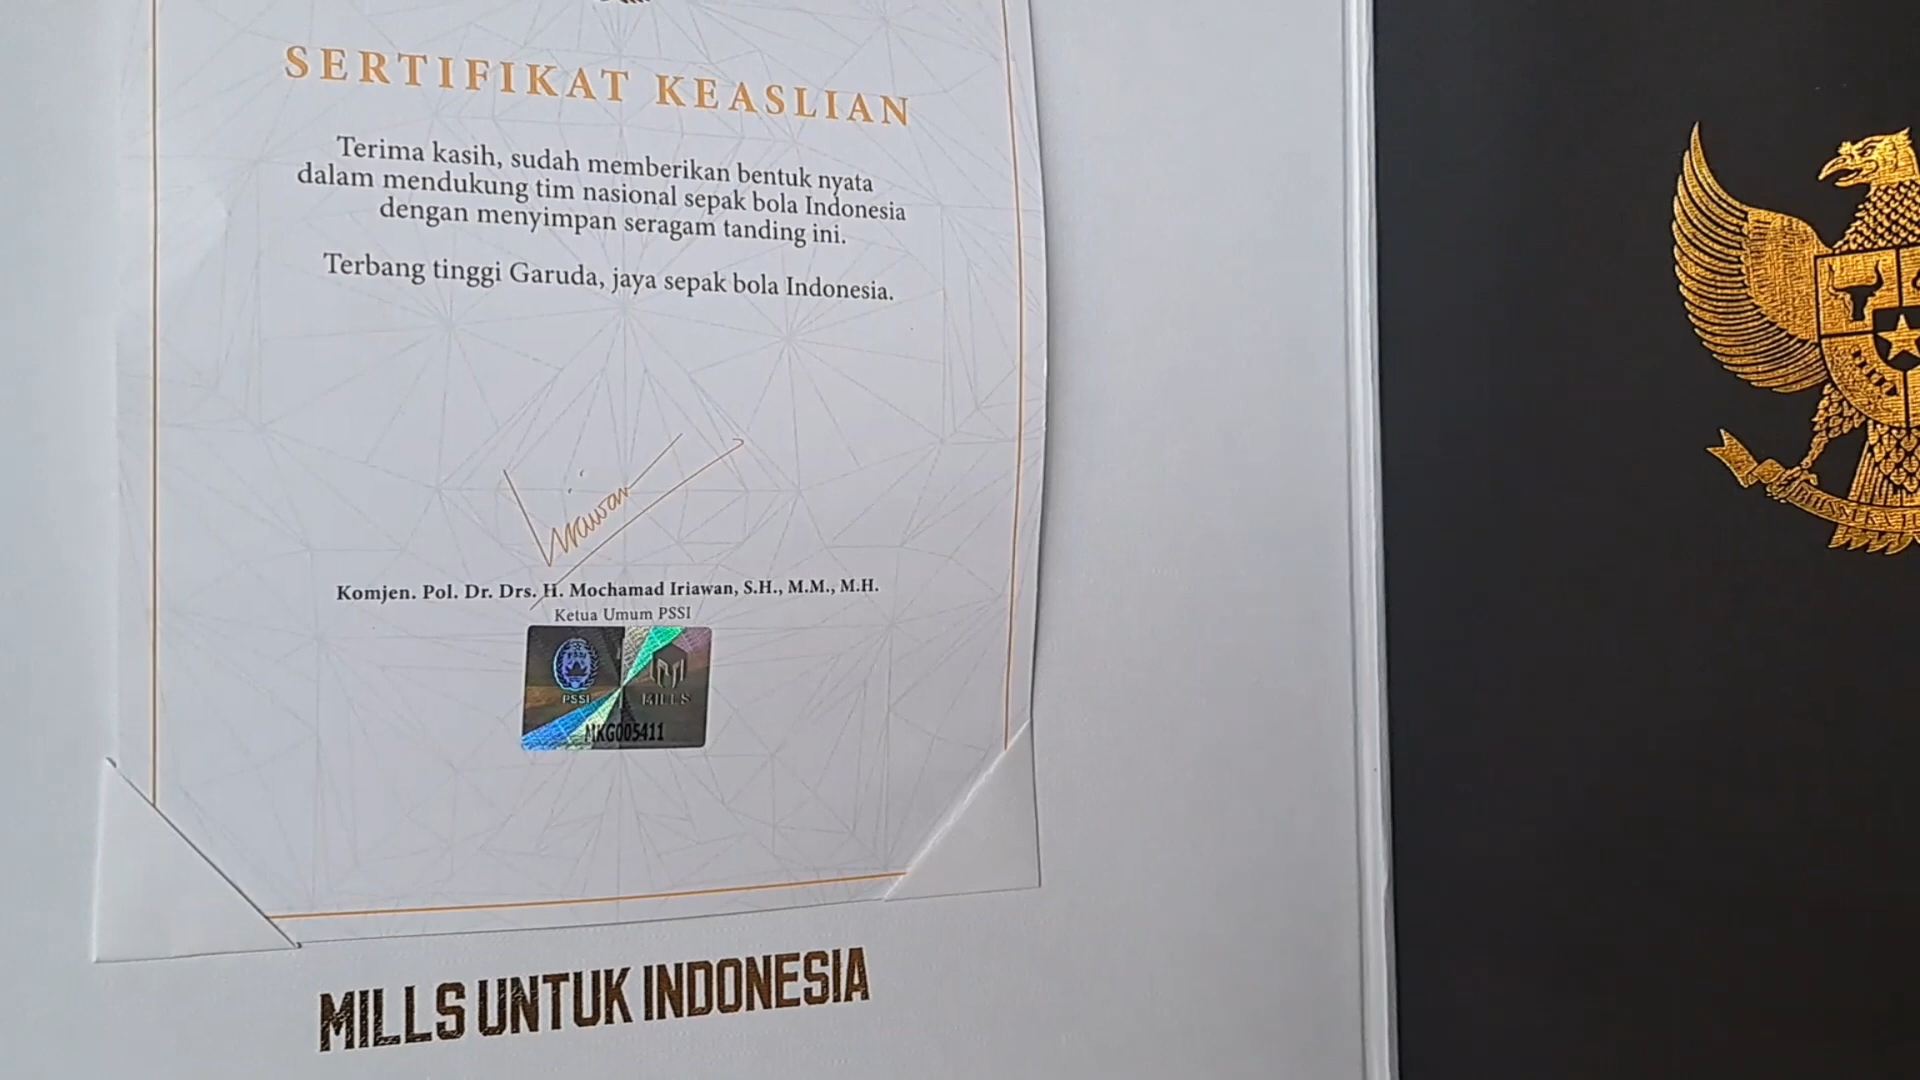 SERTIFIKAT KEASLIAN
Terima kasih, sudah memberikan bentuk nyata
dalam mendukung tim nasional sepak bola Indonesia
dengan menyimpan seragam tanding ini.
Terbang tinggi Garuda, jaya sepak bola Indonesia.
Komjen. Pol. Dr. Drs. H. Mochamad Iriawan, S.H., M.M., M.H.
Ketua Umum PSSI
PSSI
PSSI MILLS
MKG005411
MILLS UNTUK INDONESIA